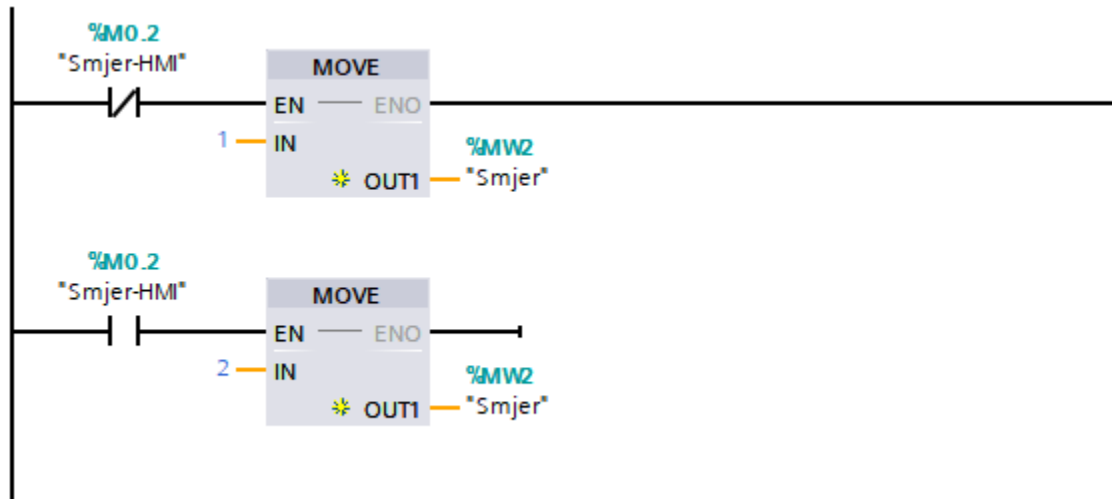 %M0.2
"Smjer-HMI"
MOVE
EN ENO
1 IN
%MW2
OUT1 "Smjer"
%M0.2
"Smjer-HMI"
MOVE
EN ENO
2 IN
%MW2
OUT1 "Smjer"